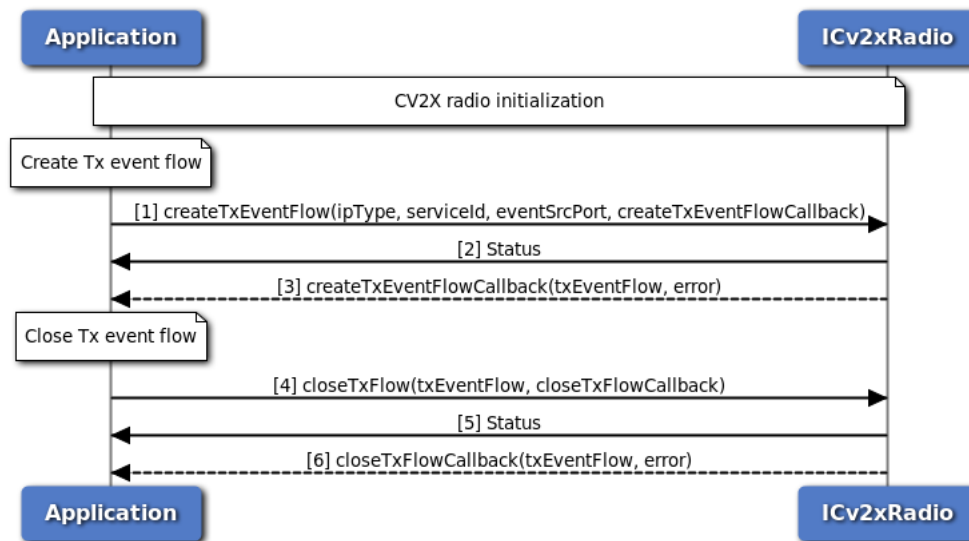 Application
ICv2xRadio
CV2X radio initialization
Create Tx event flow
[1] createTxEventFlow(ipType, serviceId, eventSrcPort, createTxEventFlowCallback)
[2] Status
[3] createTxEventFlowCallback(txEventFlow, error)
Close Tx event flow
[4] closeTxFlow(txEventFlow, closeTxFlowCallback)
[5] Status
[6] closeTxFlowCallback(txEventFlow, error)
Application
ICv2xRadio